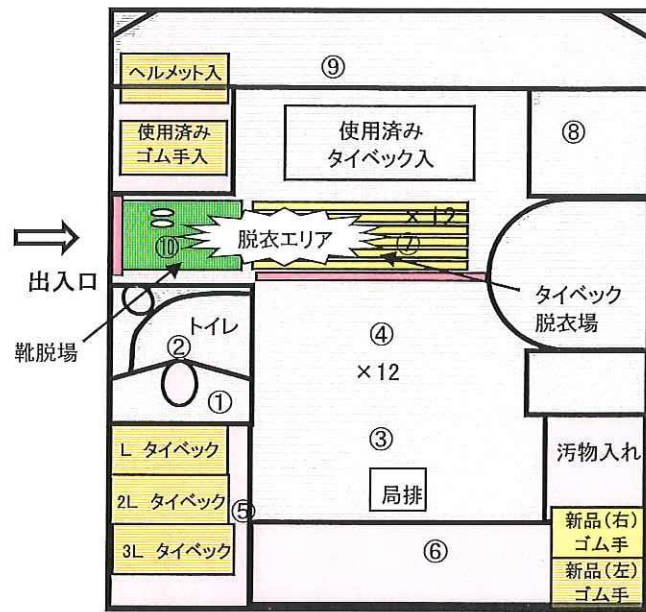 ヘルメット入
⑨
使用済み
ゴム手入
使用済み
タイベック入
⑧
×12
脱衣エリア
⑩
⑦
出入口
タイベック
脱衣場
トイレ
靴脱場
②
④
×12
①
③
L タイベック
汚物入れ
局排
2L タイベック
⑤
新品(右)
ゴム手
3L タイベック
⑥
新品(左)
ゴム手